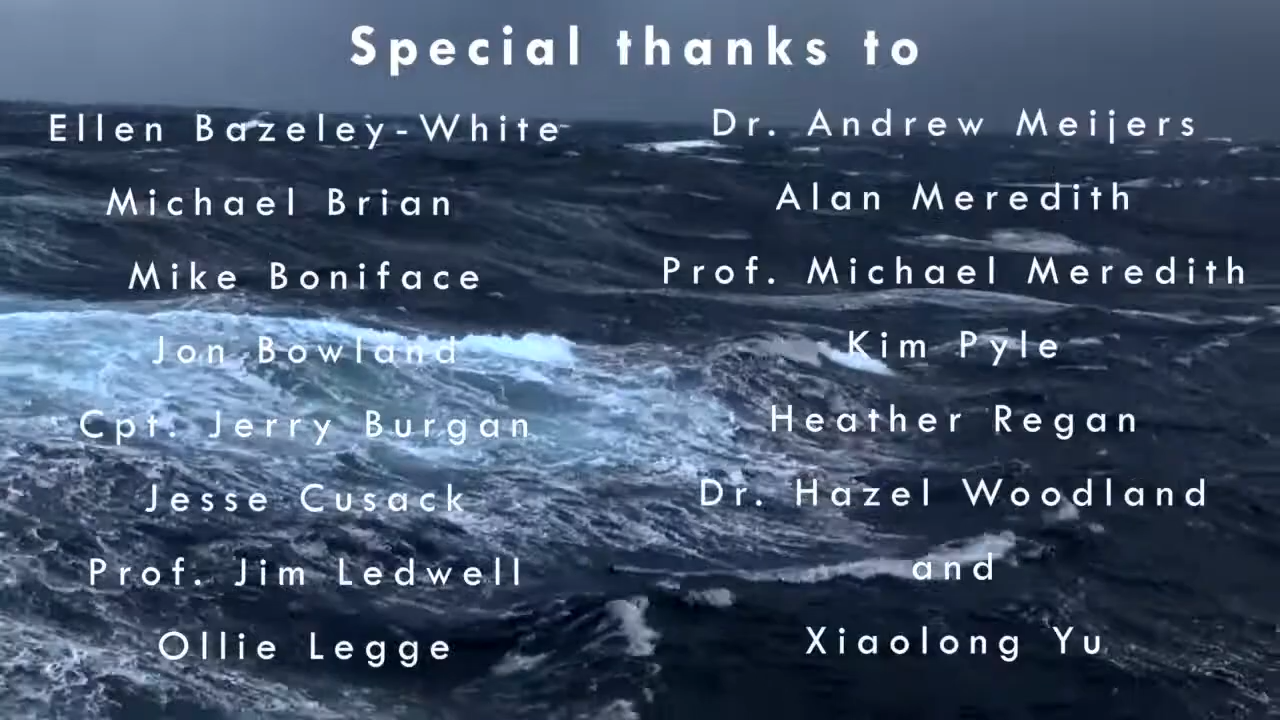 Special thanks to
Ellen Bazeley-White
Michael Brian
Mike Boniface
Jon Bowland
Cpt. Jerry Burgan
Jesse Cusack
Prof. Jim Ledwell
Ollie Legge
Dr. Andrew Meijers
Alan Meredith
Prof. Michael Meredith
Kim Pyle
Heather Regan
Dr. Hazel Woodland
and
Xiaolong Yu